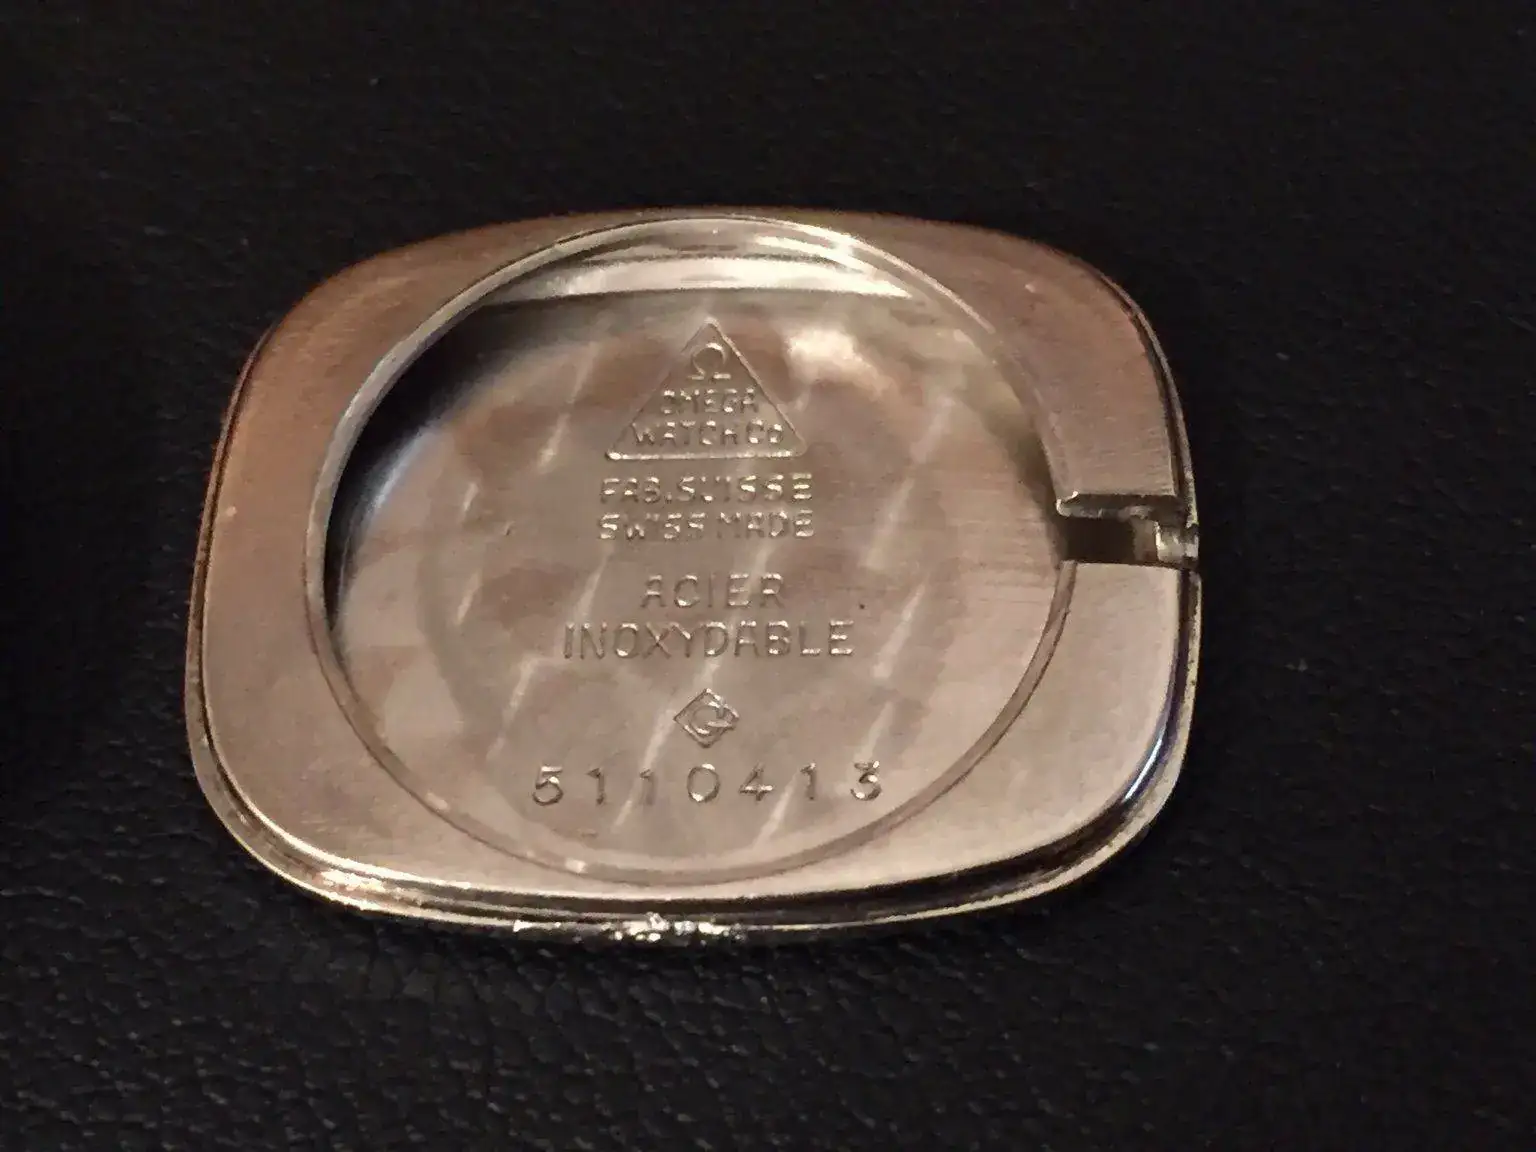 Ω
OMEGA
WATCH Co
FAB.SUISSE
SWISS MADE
ACIER
INOXYDABLE
G
5110413